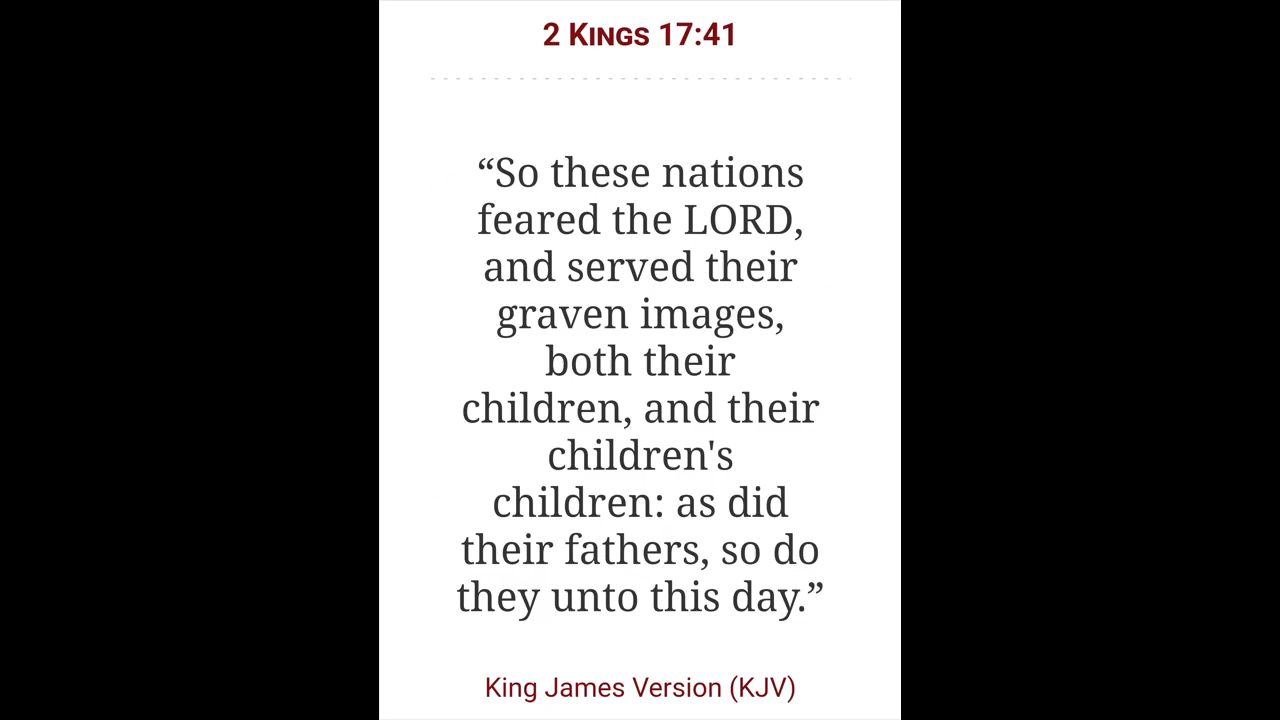 2 Kings 17:41
“So these nations
feared the LORD,
and served their
graven images,
both their
children, and their
children's
children: as did
their fathers, so do
they unto this day.”
King James Version (KJV)